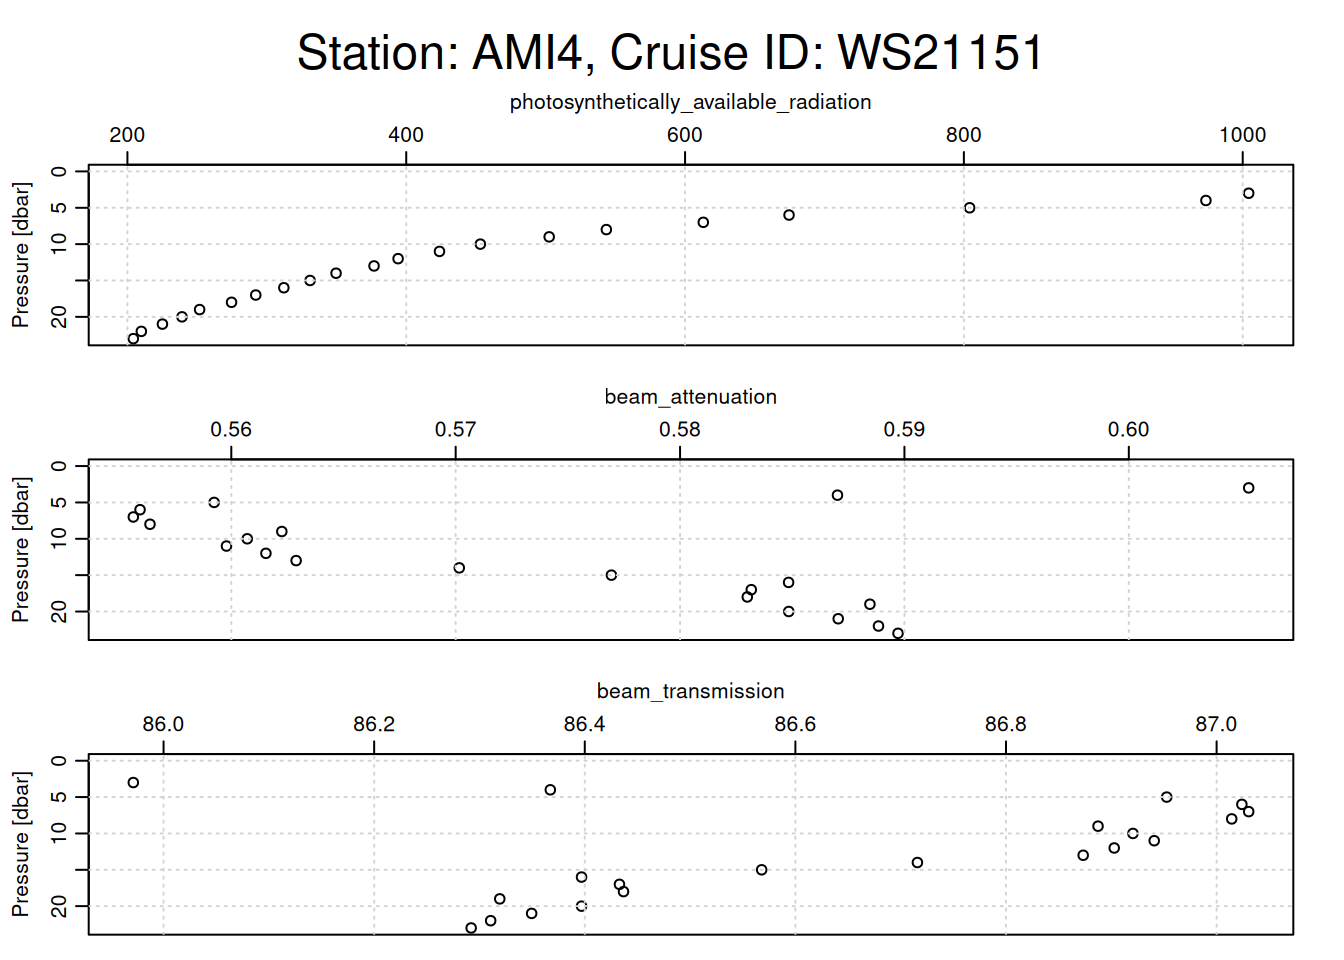 Station: AMI4, Cruise ID: WS21151
photosynthetically_available_radiation
200 400 600 800 1000
Pressure [dbar]
0
5
10
20
beam_attenuation
0.56 0.57 0.58 0.59 0.60
Pressure [dbar]
0
5
10
20
beam_transmission
86.0 86.2 86.4 86.6 86.8 87.0
Pressure [dbar]
0
5
10
20